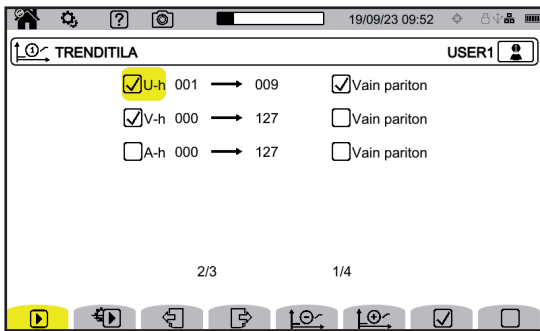 19/09/23 09:52
TRENDITILA USER1
U-h 001 → 009 Vain pariton
V-h 000 → 127 Vain pariton
A-h 000 → 127 Vain pariton
2/3 1/4